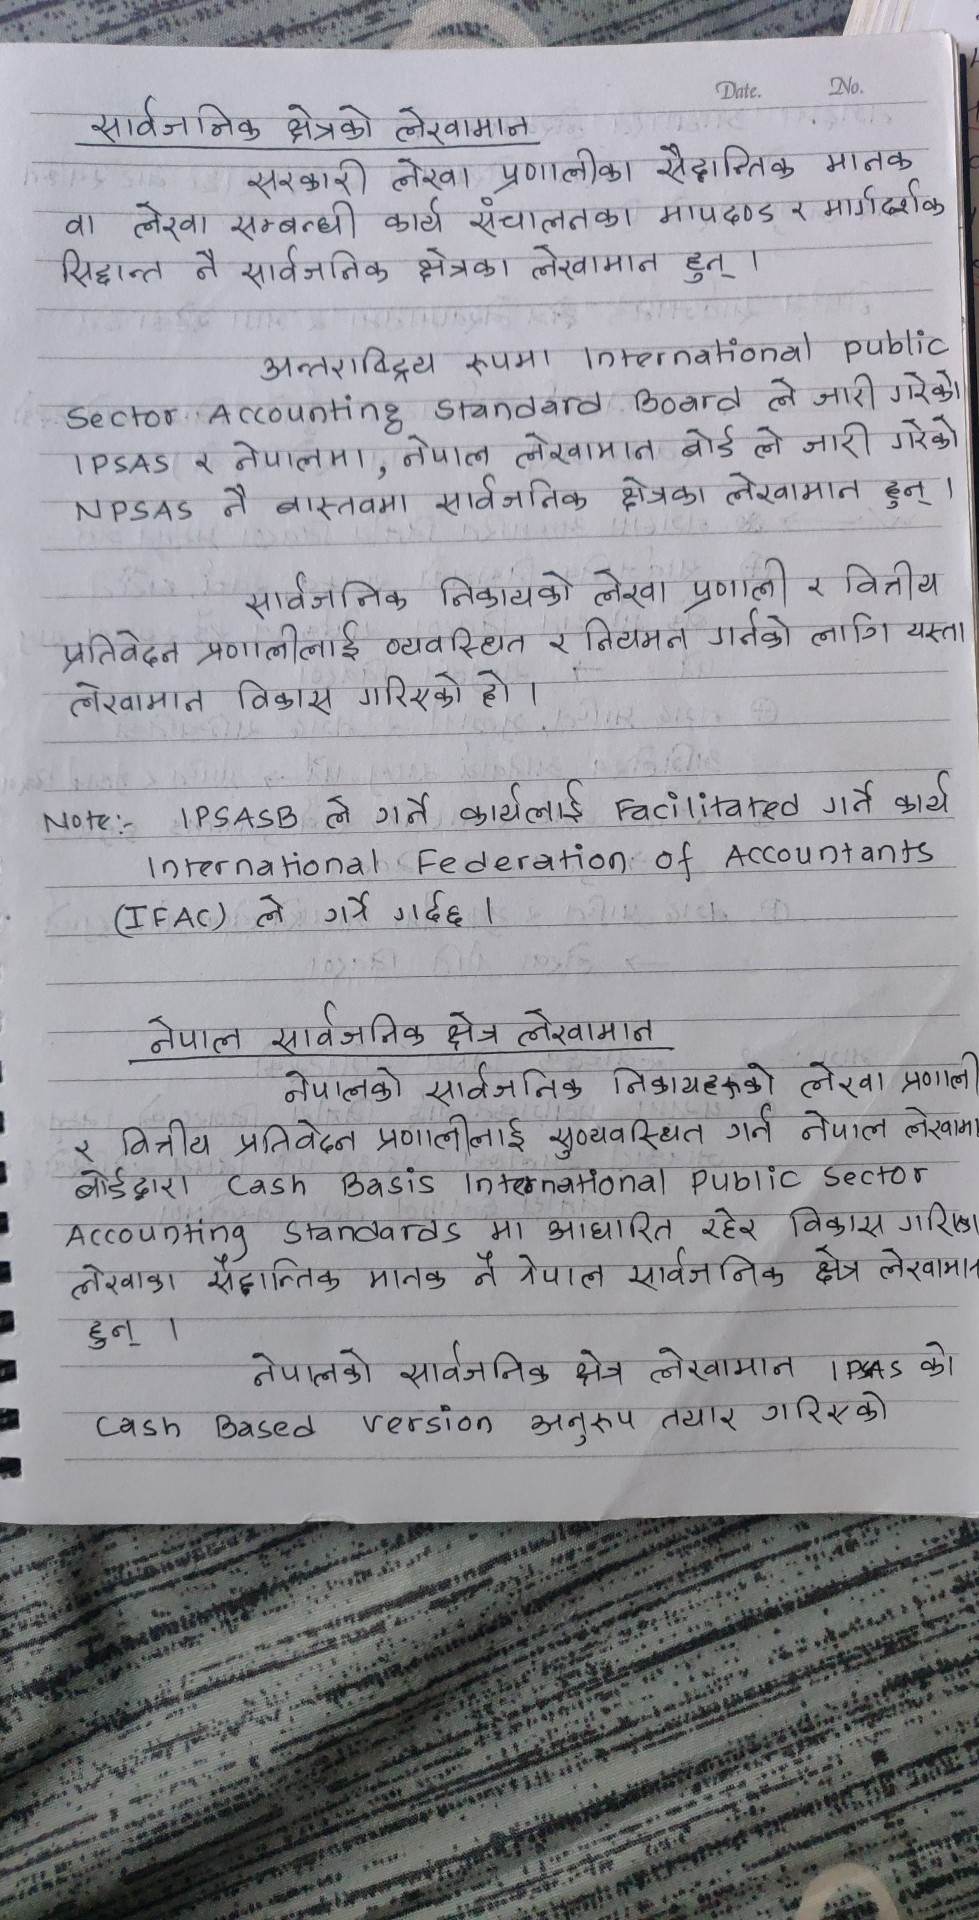 Date. No.
सार्वजनिक क्षेत्रको लेखामान
सरकारी लेखा प्रणालीका सैद्धान्तिक मानक
वा लेखा सम्बन्धी कार्य संचालनका मापदण्ड र मार्गदर्शक
सिद्धान्त नै सार्वजनिक क्षेत्रका लेखामान हुन् ।
रूपमा International public
Sector Accounting Standard Board ले जारी गरेको
IPSAS र नेपालमा, नेपाल लेखामान बोर्ड ले जारी गरेको
NPSAS नै वास्तवमा सार्वजनिक क्षेत्रका लेखामान हुन् ।
सार्वजनिक निकायको लेखा प्रणाली र वित्तीय
प्रतिवेदन प्रणालीलाई व्यवस्थित र नियमन गर्नको लागि यस्ता
लेखामान विकास गरिएको हो ।
Note:- IPSASB ले गर्ने कार्यलाई Facilitated गर्ने कार्य
International Federation of Accountants
(IFAC) ले गर्ने गर्दछ ।
नेपाल सार्वजनिक क्षेत्र लेखामान
नेपालको सार्वजनिक निकायहरूको लेखा प्रणाली
र वित्तीय प्रतिवेदन प्रणालीलाई सुव्यवस्थित गर्न नेपाल लेखामा
बोर्डद्वारा Cash Basis International Public Sector
Accounting Standards मा आधारित रहेर विकास गरिएका
लेखाका सैद्धान्तिक मानक नै नेपाल सार्वजनिक क्षेत्र लेखामान
हुन् ।
नेपालको सार्वजनिक क्षेत्र लेखामान IPSAS को
Cash Based version अनुरूप तयार गरिएको